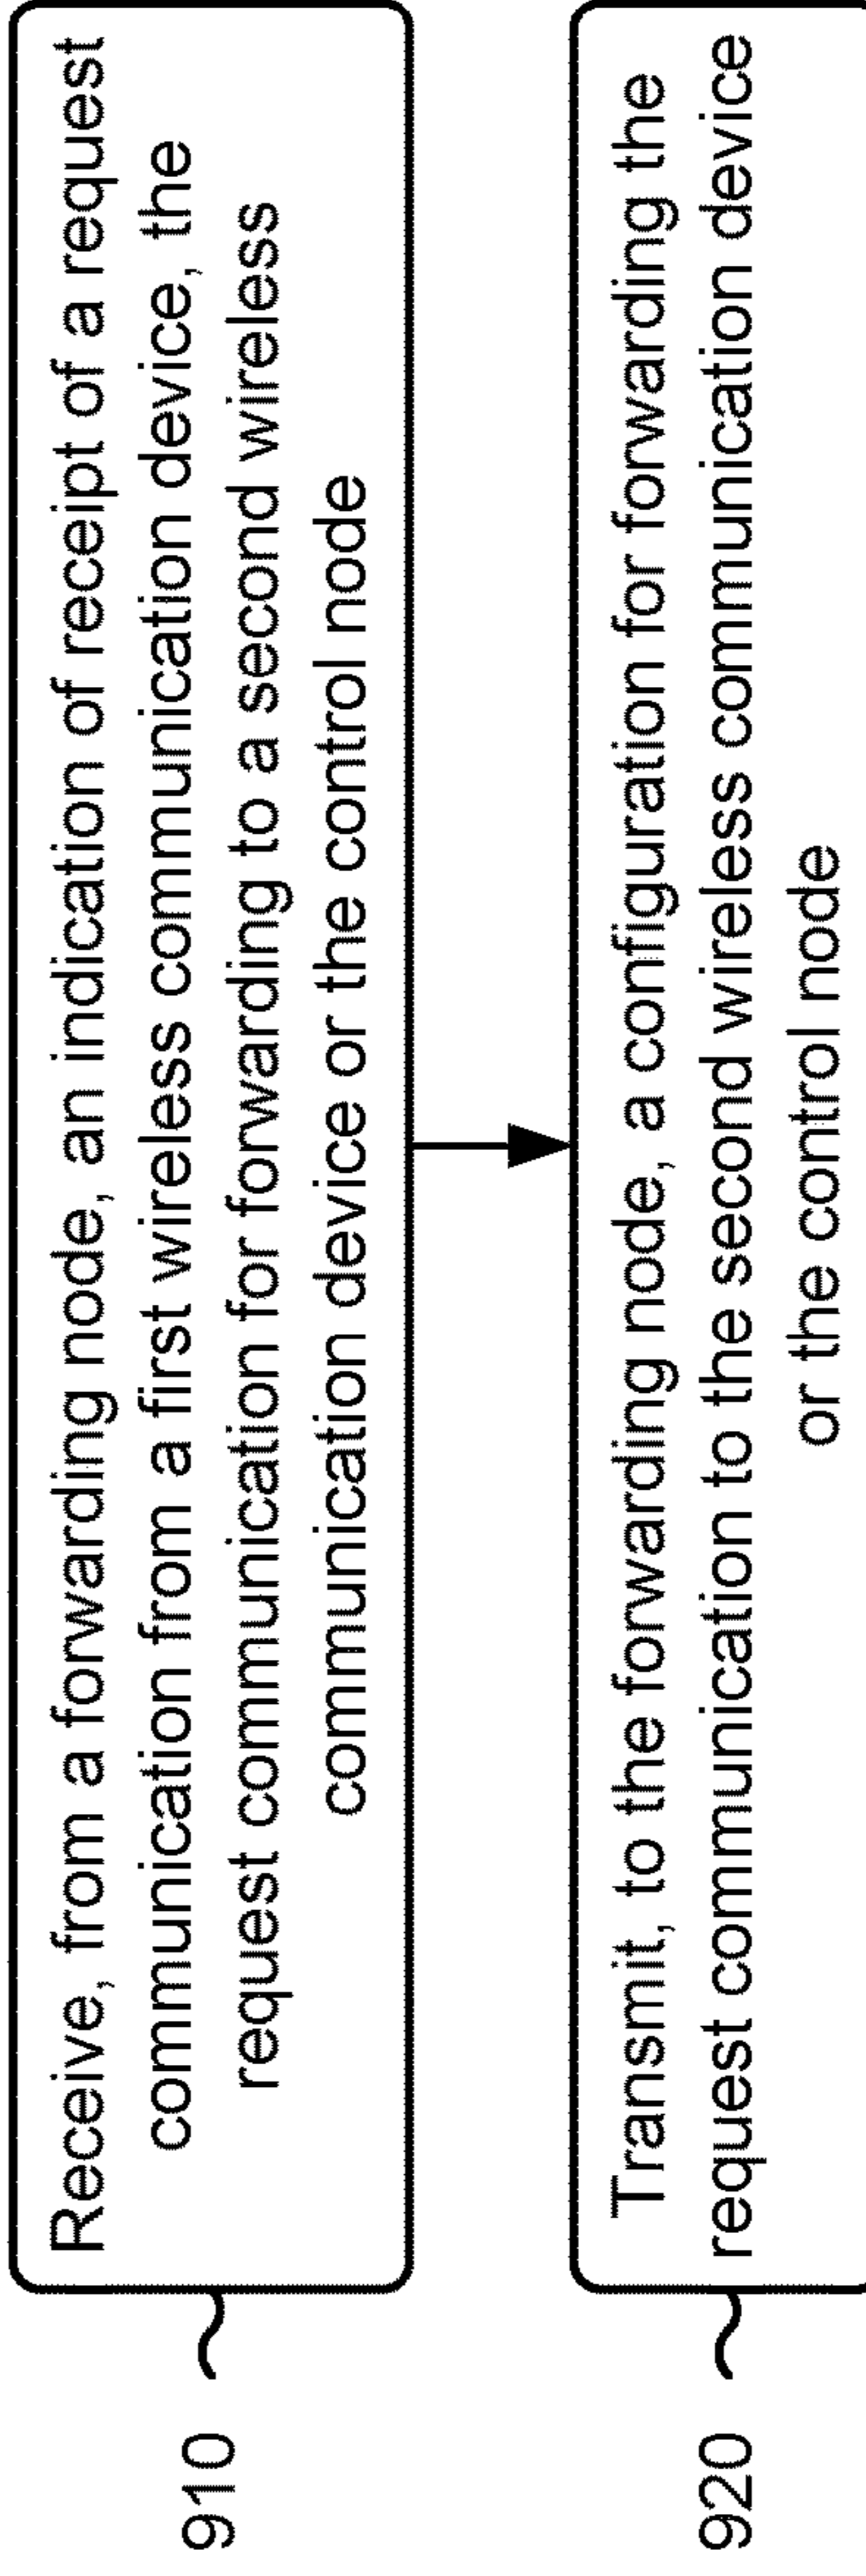 910
Receive, from a forwarding node, an indication of receipt of a request
communication from a first wireless communication device, the
request communication for forwarding to a second wireless
communication device or the control node
920
Transmit, to the forwarding node, a configuration for forwarding the
request communication to the second wireless communication device
or the control node